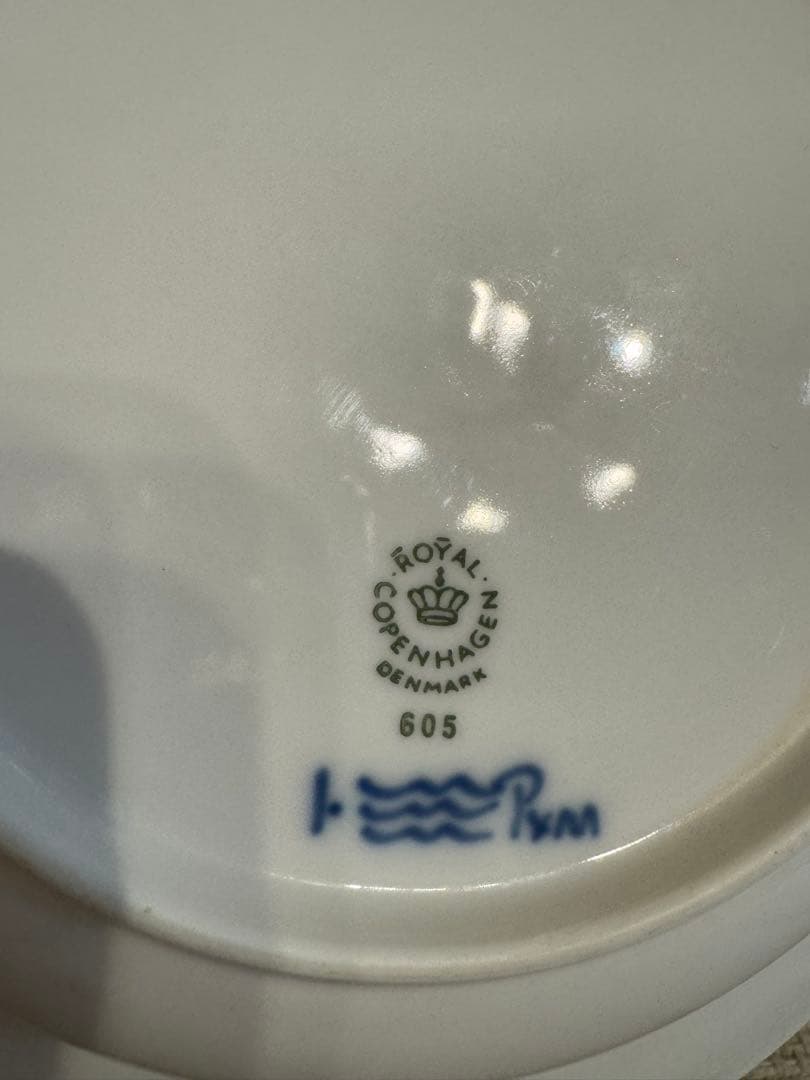 ROYAL
COPENHAGEN
DENMARK
605